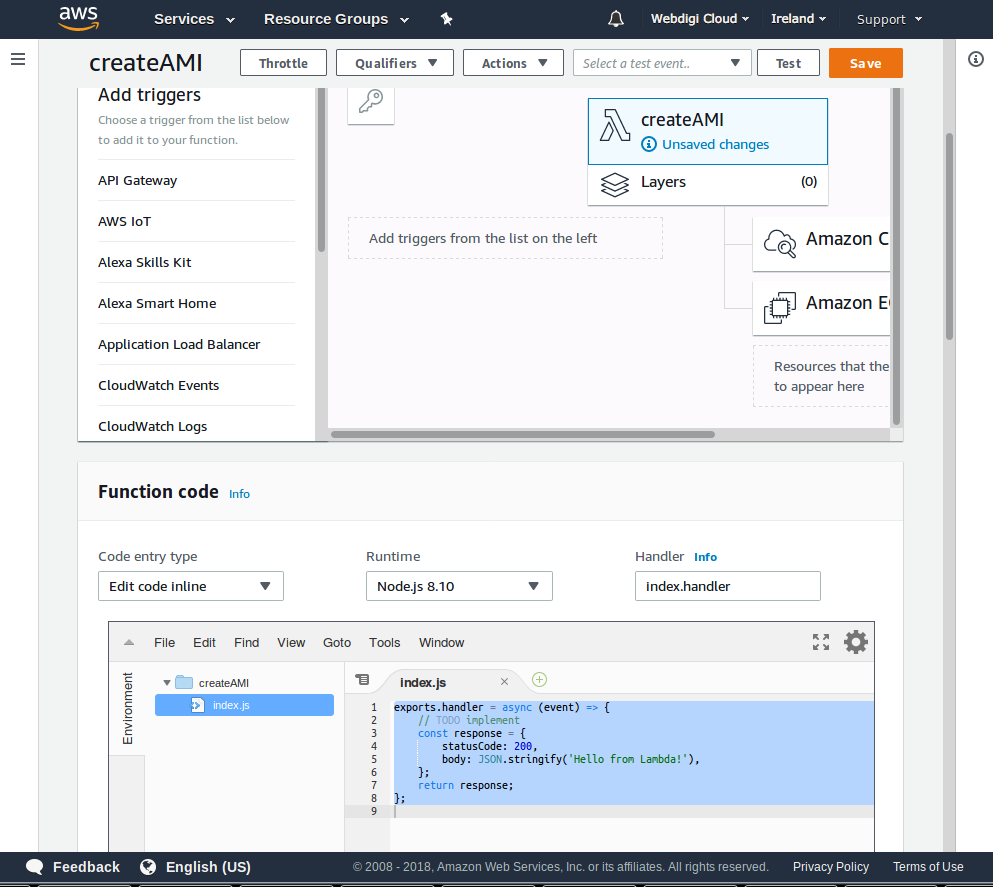 aws
Services
Resource Groups
Webdigi Cloud
Ireland
Support
createAMI
Throttle
Qualifiers
Actions
Select a test event..
Test
Save
Add triggers
Choose a trigger from the list below
to add it to your function.
API Gateway
AWS IoT
Alexa Skills Kit
Alexa Smart Home
Application Load Balancer
CloudWatch Events
CloudWatch Logs
createAMI
Unsaved changes
Layers (0)
Add triggers from the list on the left
Amazon C
Amazon E
Resources that the
to appear here
Function code Info
Code entry type
Edit code inline
Runtime
Node.js 8.10
Handler Info
index.handler
File Edit Find View Goto Tools Window
Environment
createAMI
index.js
index.js
1 exports.handler = async (event) => {
2 // TODO implement
3 const response = {
4 statusCode: 200,
5 body: JSON.stringify('Hello from Lambda!'),
6 };
7 return response;
8 };
9
Feedback
English (US)
© 2008 - 2018, Amazon Web Services, Inc. or its affiliates. All rights reserved.
Privacy Policy
Terms of Use